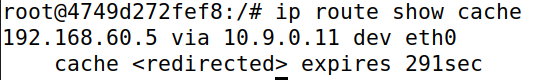 root@4749d272fef8:/# ip route show cache
192.168.60.5 via 10.9.0.11 dev eth0
    cache <redirected> expires 291sec